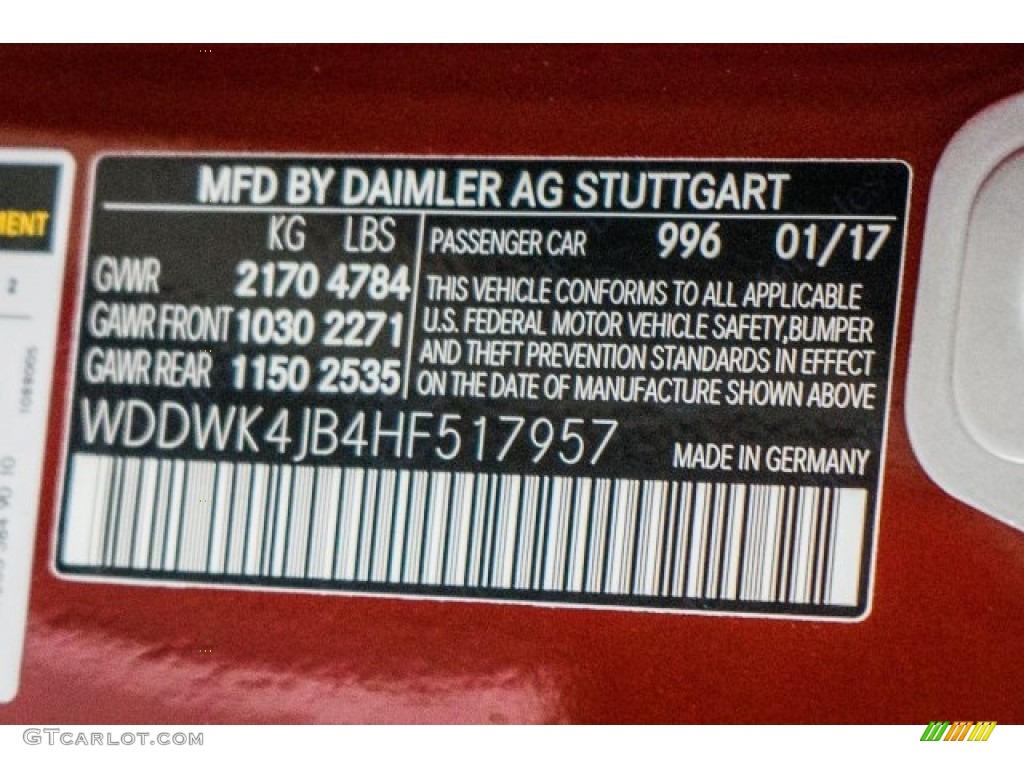 MFD BY DAIMLER AG STUTTGART
KG LBS
GVWR 2170 4784
GAWR FRONT 1030 2271
GAWR REAR 1150 2535
PASSENGER CAR 996 01/17
THIS VEHICLE CONFORMS TO ALL APPLICABLE
U.S. FEDERAL MOTOR VEHICLE SAFETY,BUMPER
AND THEFT PREVENTION STANDARDS IN EFFECT
ON THE DATE OF MANUFACTURE SHOWN ABOVE
WDDWK4JB4HF517957
MADE IN GERMANY
2
GTCARLOT.COM